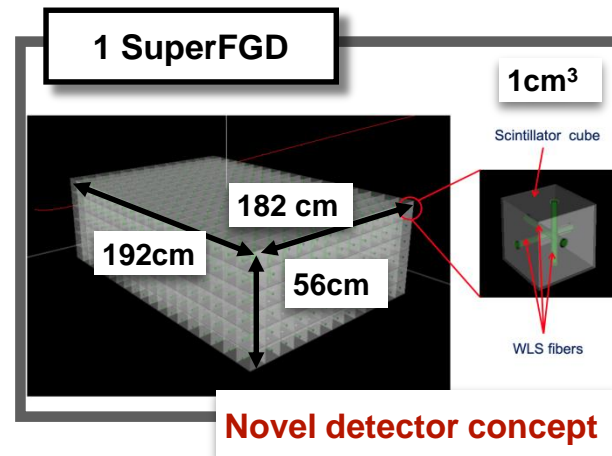 1 SuperFGD
1cm³
Scintillator cube
182 cm
192cm
56cm
WLS fibers
Novel detector concept